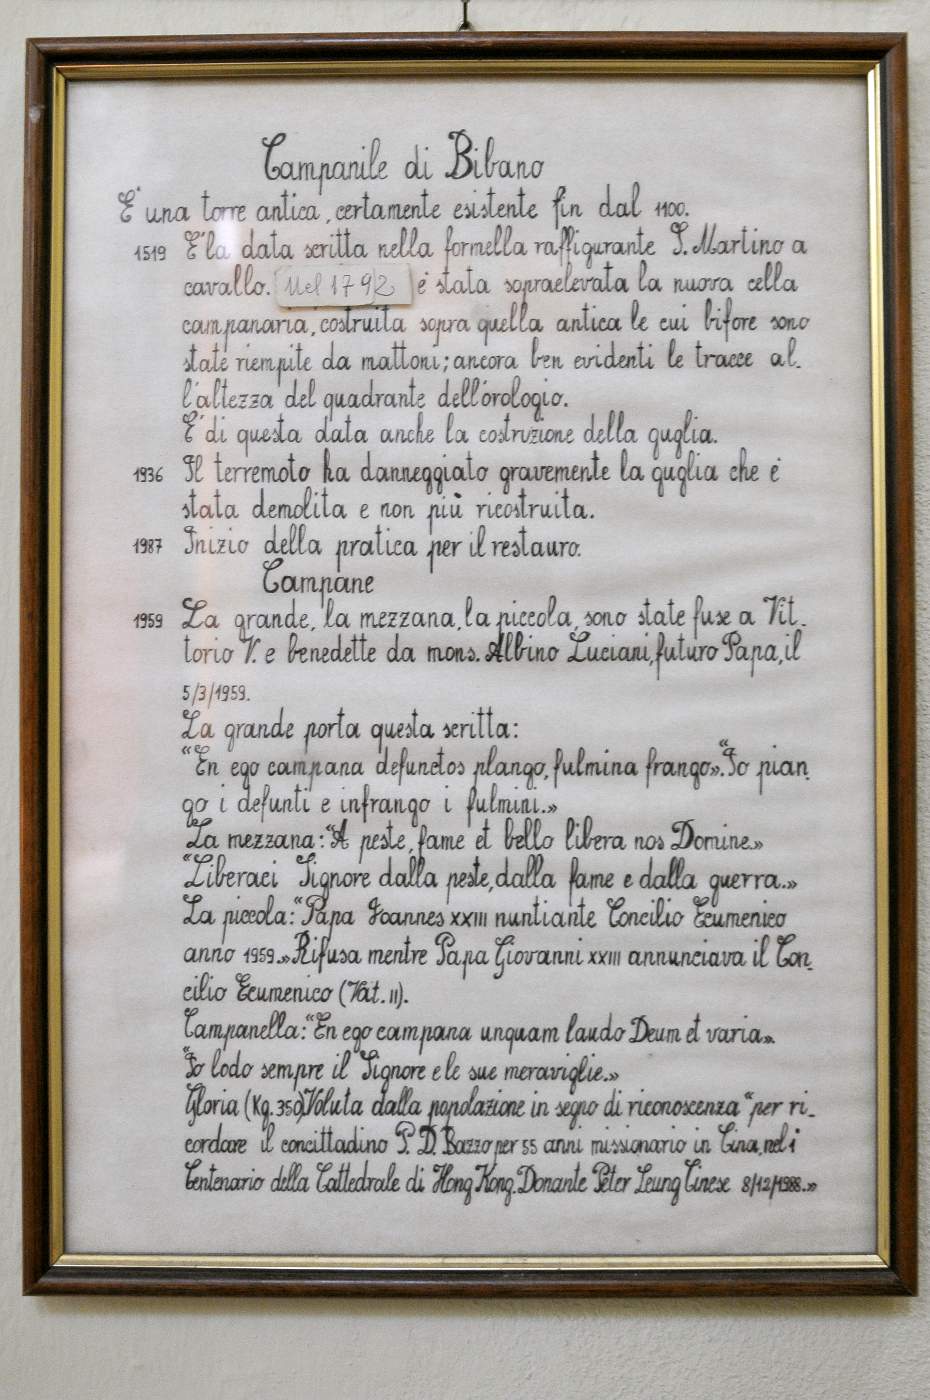 Campanile di Bibano
E' una torre antica, certamente esistente fin dal 1100.
1519 E' la data scritta nella formella raffigurante S. Martino a
cavallo. Nel 1792 è stata sopraelevata la nuova cella
campanaria, costruita sopra quella antica le cui bifore sono
state riempite da mattoni; ancora ben evidenti le tracce al-
l'altezza del quadrante dell'orologio.
E' di questa data anche la costruzione della guglia.
1936 Il terremoto ha danneggiato gravemente la guglia che è
stata demolita e non più ricostruita.
1987 Inizio della pratica per il restauro.
Campane
1959 La grande, la mezzana, la piccola, sono state fuse a Vit-
torio V. e benedette da mons. Albino Luciani, futuro Papa, il
5/3/1959.
La grande porta questa scritta:
"En ego campana defunctos plango, fulmina frango». "Io pian-
go i defunti e infrango i fulmini.»
La mezzana: "A peste, fame et bello libera nos Domine.»
"Liberaci Signore dalla peste, dalla fame e dalla guerra.»
La piccola: "Papa Joannes XXIII nuntiante Concilio Ecumenico
anno 1959.» Rifusa mentre Papa Giovanni XXIII annunciava il Con-
cilio Ecumenico (Vat. II).
Campanella: "En ego campana unquam laudo Deum et varia».
"Io lodo sempre il Signore e le sue meraviglie.»
Gloria (Kg. 350) Voluta dalla popolazione in segno di riconoscenza "per ri-
cordare il concittadino P. D. Bazzo per 55 anni missionario in Cina, nel 1
Centenario della Cattedrale di Hong Kong. Donante Peter Leung Cinese 8/12/1988.»